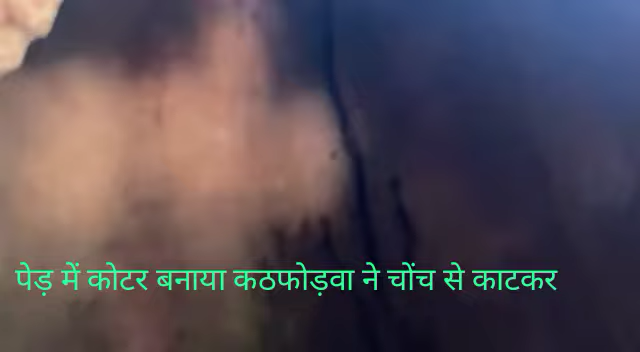 पेड़ में कोटर बनाया कठफोड़वा ने चोंच से काटकर